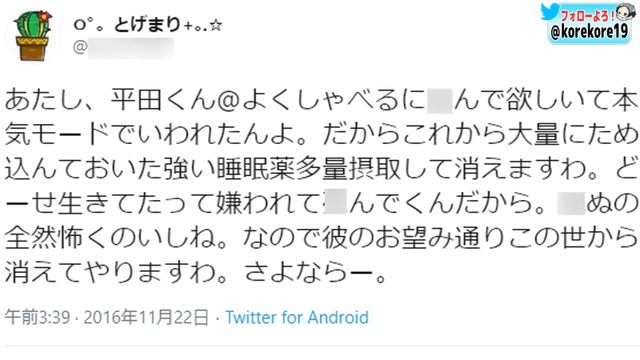 o°。とげまり+。.☆
@
フォローよろ!
@korekore19
あたし、平田くん@よくしゃべるに んで欲しいて本
気モードでいわれたんよ。だからこれから大量にため
込んておいた強い睡眠薬多量摂取して消えますわ。ど
ーせ生きてたって嫌われて んでくんだから。 ぬの
全然怖くのいしね。なので彼のお望み通りこの世から
消えてやりますわ。さよならー。
午前3:39 · 2016年11月22日 · Twitter for Android